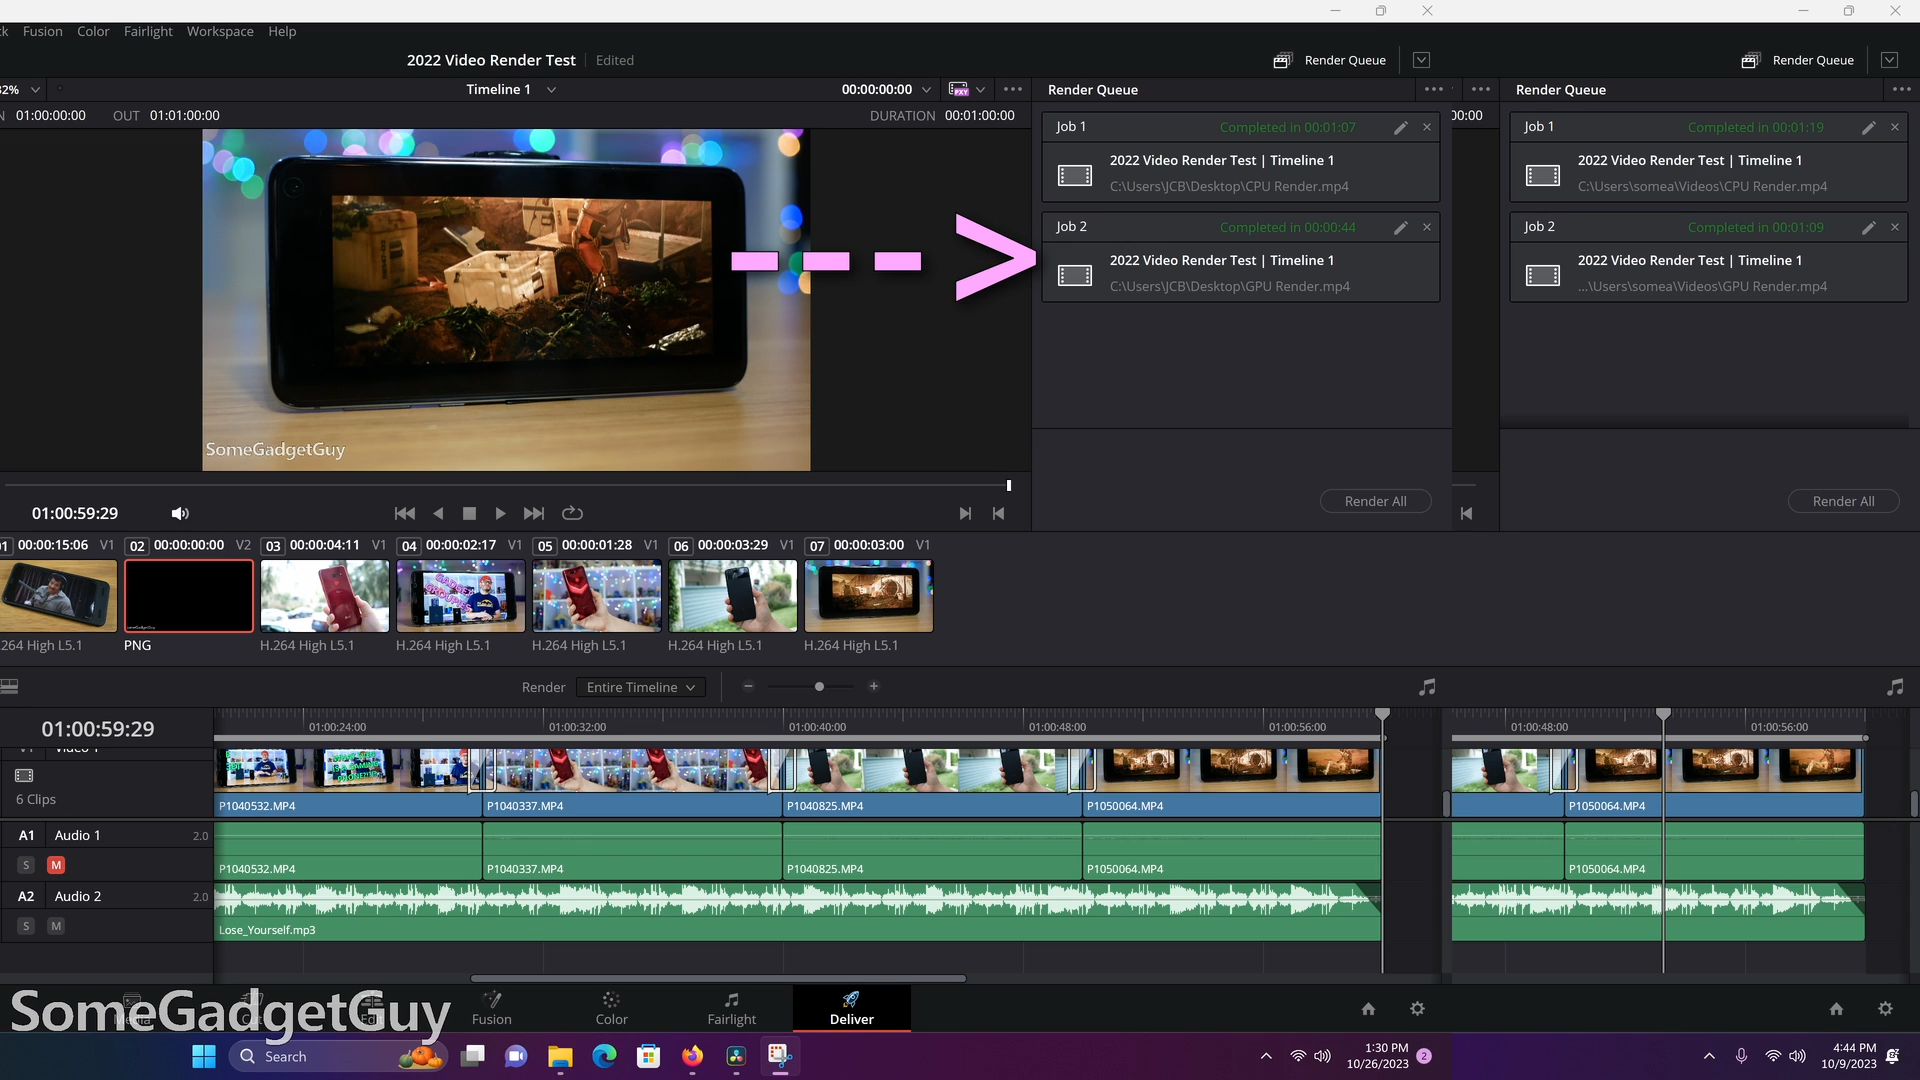 Fusion Color Fairlight Workspace Help
2022 Video Render Test Edited
Render Queue
Render Queue
32%
Timeline 1
00:00:00:00
PXY
Render Queue
Render Queue
01:00:00:00 OUT 01:01:00:00
DURATION 00:01:00:00
00:00
Job 1 Completed in 00:01:07
2022 Video Render Test | Timeline 1
C:\Users\JCB\Desktop\CPU Render.mp4
Job 2 Completed in 00:00:44
2022 Video Render Test | Timeline 1
C:\Users\JCB\Desktop\GPU Render.mp4
Job 1 Completed in 00:01:19
2022 Video Render Test | Timeline 1
C:\Users\somea\Videos\CPU Render.mp4
Job 2 Completed in 00:01:09
2022 Video Render Test | Timeline 1
...\Users\somea\Videos\GPU Render.mp4
SomeGadgetGuy
Render All
Render All
01:00:59:29
00:00:15:06 V1
02 00:00:00:00 V2
03 00:00:04:11 V1
04 00:00:02:17 V1
05 00:00:01:28 V1
06 00:00:03:29 V1
07 00:00:03:00 V1
.264 High L5.1
PNG
H.264 High L5.1
H.264 High L5.1
H.264 High L5.1
H.264 High L5.1
H.264 High L5.1
Render Entire Timeline
01:00:59:29
01:00:24:00 01:00:32:00 01:00:40:00 01:00:48:00 01:00:56:00
01:00:48:00 01:00:56:00
6 Clips
P1040532.MP4 P1040337.MP4 P1040825.MP4 P1050064.MP4
P1050064.MP4
A1 Audio 1 2.0
S M
P1040532.MP4 P1040337.MP4 P1040825.MP4 P1050064.MP4
P1050064.MP4
A2 Audio 2 2.0
S M
Lose_Yourself.mp3
SomeGadgetGuy
Fusion
Color
Fairlight
Deliver
Search
1:30 PM
10/26/2023
2
4:44 PM
10/9/2023